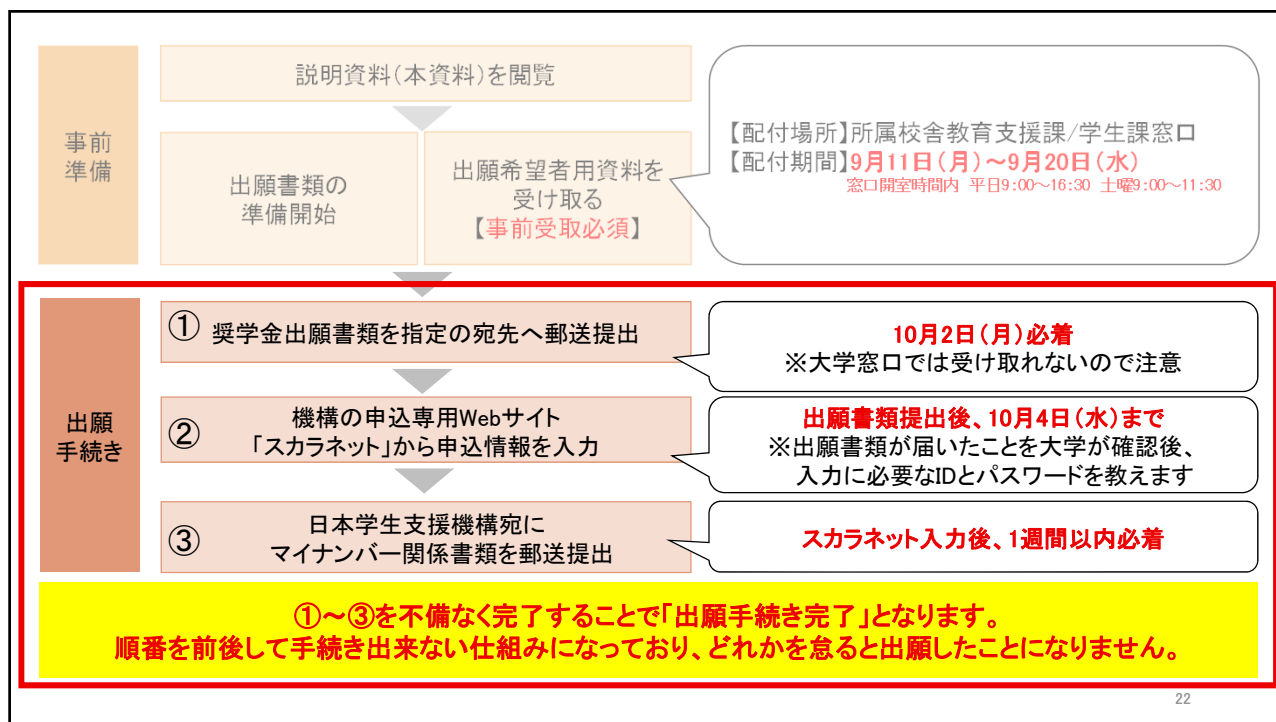 事前
準備
説明資料(本資料)を閲覧
出願書類の
準備開始
出願希望者用資料を
受け取る
【事前受取必須】
【配付場所】所属校舎教育支援課/学生課窓口
【配付期間】9月11日(月)~9月20日(水)
窓口開室時間内 平日9:00~16:30 土曜9:00~11:30
出願
手続き
① 奨学金出願書類を指定の宛先へ郵送提出
10月2日(月)必着
※大学窓口では受け取れないので注意
② 機構の申込専用Webサイト
「スカラネット」から申込情報を入力
出願書類提出後、10月4日(水)まで
※出願書類が届いたことを大学が確認後、
入力に必要なIDとパスワードを教えます
③ 日本学生支援機構宛に
マイナンバー関係書類を郵送提出
スカラネット入力後、1週間以内必着
①~③を不備なく完了することで「出願手続き完了」となります。
順番を前後して手続き出来ない仕組みになっており、どれかを怠ると出願したことになりません。
22